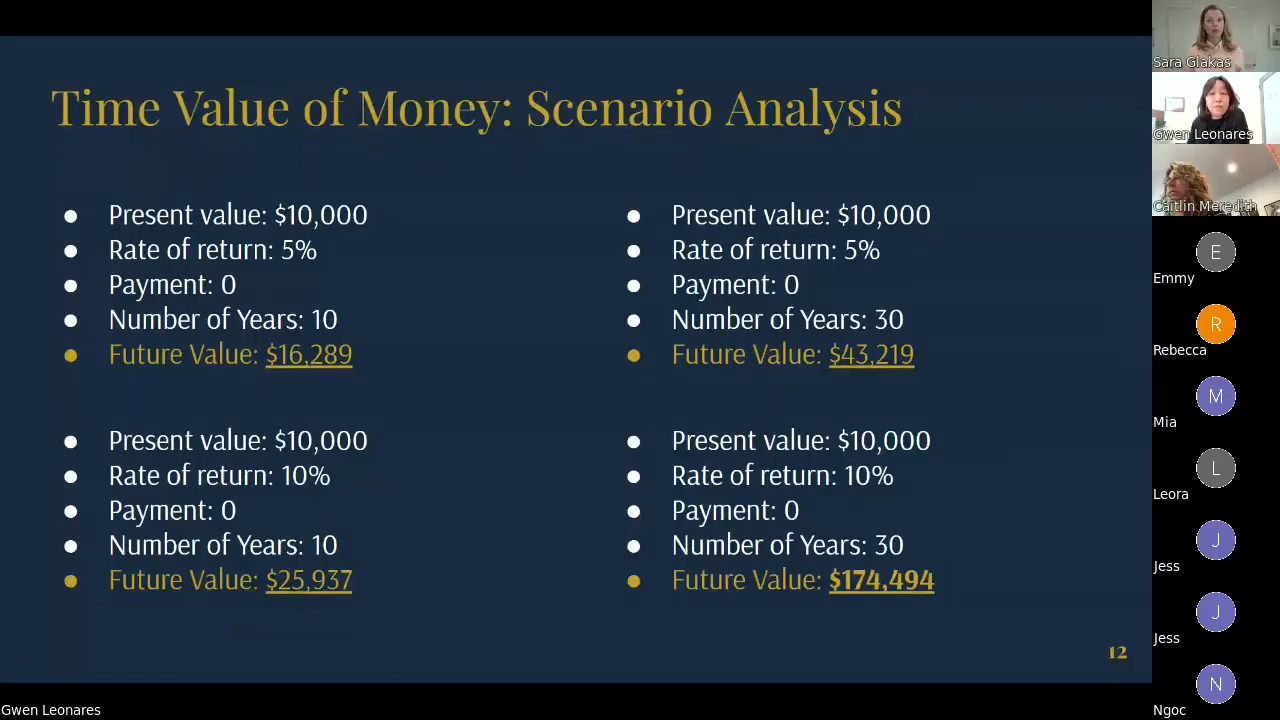 Time Value of Money: Scenario Analysis
Present value: $10,000
Rate of return: 5%
Payment: 0
Number of Years: 10
Future Value: $16,289
Present value: $10,000
Rate of return: 5%
Payment: 0
Number of Years: 30
Future Value: $43,219
Present value: $10,000
Rate of return: 10%
Payment: 0
Number of Years: 10
Future Value: $25,937
Present value: $10,000
Rate of return: 10%
Payment: 0
Number of Years: 30
Future Value: $174,494
12
Sara Glakas
Gwen Leonares
Caitlin Meredith
E
Emmy
R
Rebecca
M
Mia
L
Leora
J
Jess
J
Jess
N
Ngoc
Gwen Leonares